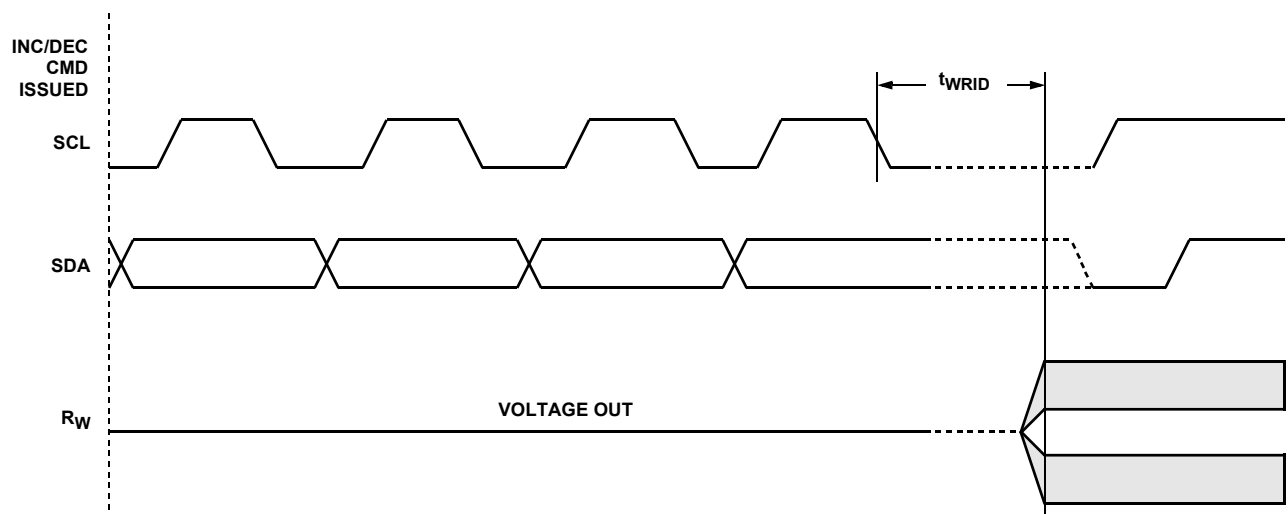 INC/DEC
CMD
ISSUED
tWRID
SCL
SDA
VOLTAGE OUT
RW